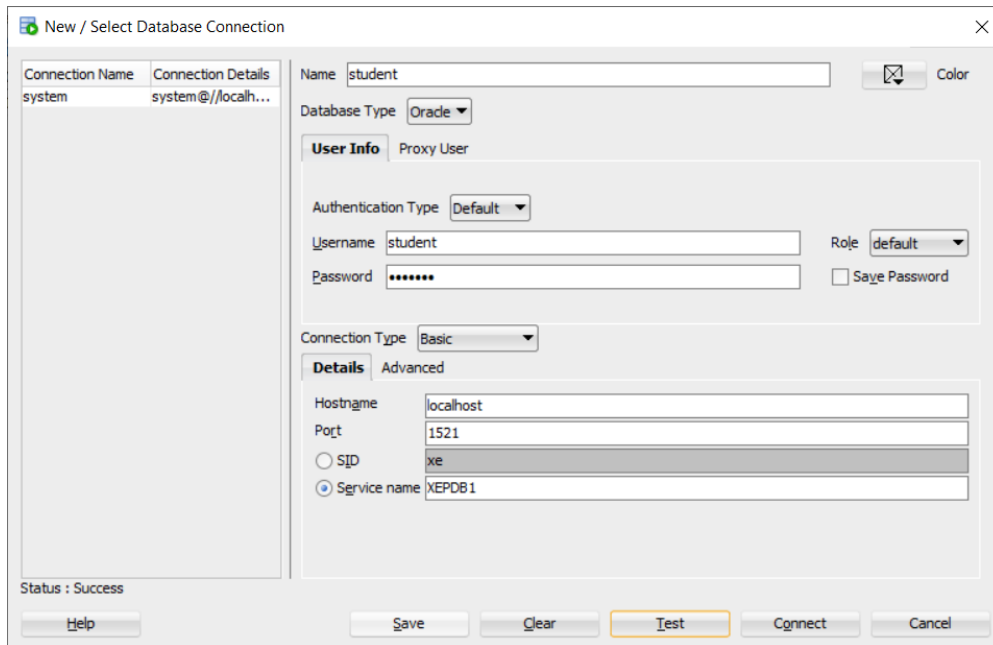 New / Select Database Connection
Connection Name Connection Details
system system@//localh...
Name student Color
Database Type Oracle
User Info Proxy User
Authentication Type Default
Username student Role default
Password ••••••• Save Password
Connection Type Basic
Details Advanced
Hostname localhost
Port 1521
SID xe
Service name XEPDB1
Status : Success
Help Save Clear Test Connect Cancel